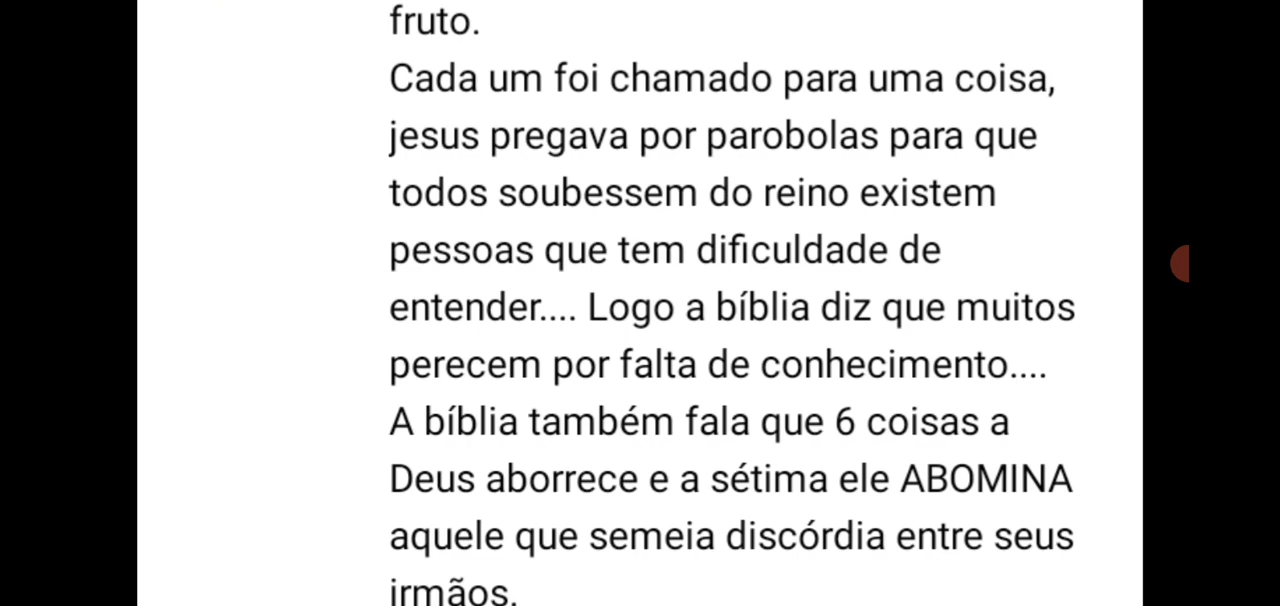 fruto.
Cada um foi chamado para uma coisa,
jesus pregava por parobolas para que
todos soubessem do reino existem
pessoas que tem dificuldade de
entender.... Logo a bíblia diz que muitos
perecem por falta de conhecimento....
A bíblia também fala que 6 coisas a
Deus aborrece e a sétima ele ABOMINA
aquele que semeia discórdia entre seus
irmãos.